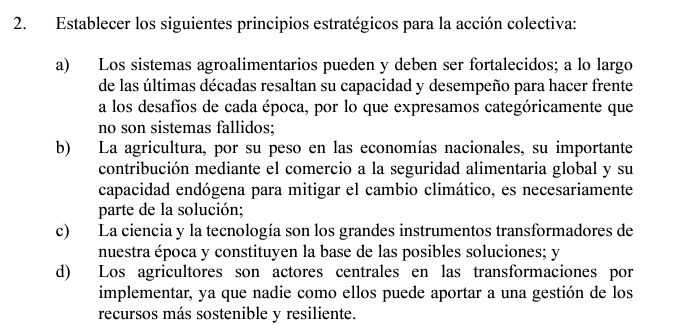 2. Establecer los siguientes principios estratégicos para la acción colectiva:
a) Los sistemas agroalimentarios pueden y deben ser fortalecidos; a lo largo
de las últimas décadas resaltan su capacidad y desempeño para hacer frente
a los desafíos de cada época, por lo que expresamos categóricamente que
no son sistemas fallidos;
b) La agricultura, por su peso en las economías nacionales, su importante
contribución mediante el comercio a la seguridad alimentaria global y su
capacidad endógena para mitigar el cambio climático, es necesariamente
parte de la solución;
c) La ciencia y la tecnología son los grandes instrumentos transformadores de
nuestra época y constituyen la base de las posibles soluciones; y
d) Los agricultores son actores centrales en las transformaciones por
implementar, ya que nadie como ellos puede aportar a una gestión de los
recursos más sostenible y resiliente.